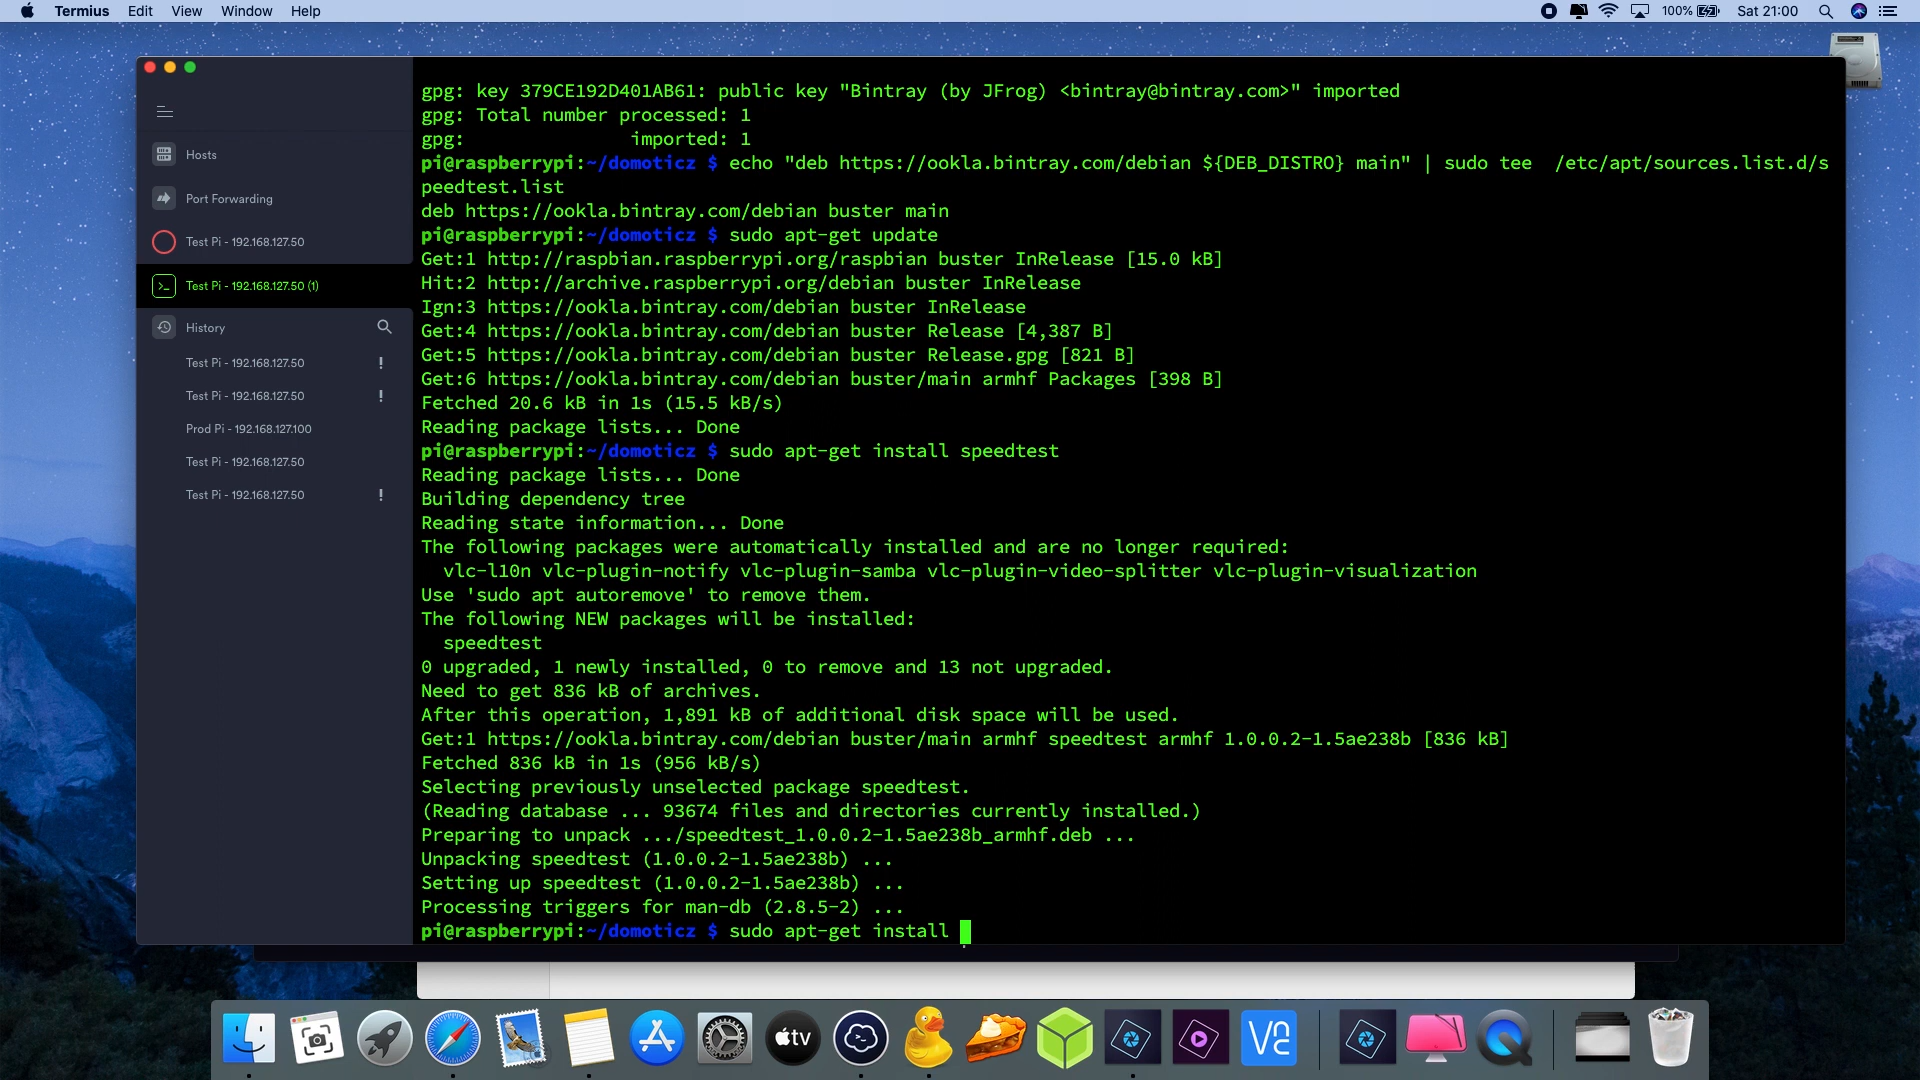 Termius Edit View Window Help 100% Sat 21:00
Hosts
Port Forwarding
Test Pi - 192.168.127.50
Test Pi - 192.168.127.50 (1)
History
Test Pi - 192.168.127.50 !
Test Pi - 192.168.127.50 !
Prod Pi - 192.168.127.100
Test Pi - 192.168.127.50
Test Pi - 192.168.127.50 !
gpg: key 379CE192D401AB61: public key "Bintray (by JFrog) <bintray@bintray.com>" imported
gpg: Total number processed: 1
gpg:               imported: 1
pi@raspberrypi:~/domoticz $ echo "deb https://ookla.bintray.com/debian ${DEB_DISTRO} main" | sudo tee  /etc/apt/sources.list.d/s
peedtest.list
deb https://ookla.bintray.com/debian buster main
pi@raspberrypi:~/domoticz $ sudo apt-get update
Get:1 http://raspbian.raspberrypi.org/raspbian buster InRelease [15.0 kB]
Hit:2 http://archive.raspberrypi.org/debian buster InRelease
Ign:3 https://ookla.bintray.com/debian buster InRelease
Get:4 https://ookla.bintray.com/debian buster Release [4,387 B]
Get:5 https://ookla.bintray.com/debian buster Release.gpg [821 B]
Get:6 https://ookla.bintray.com/debian buster/main armhf Packages [398 B]
Fetched 20.6 kB in 1s (15.5 kB/s)
Reading package lists... Done
pi@raspberrypi:~/domoticz $ sudo apt-get install speedtest
Reading package lists... Done
Building dependency tree
Reading state information... Done
The following packages were automatically installed and are no longer required:
  vlc-l10n vlc-plugin-notify vlc-plugin-samba vlc-plugin-video-splitter vlc-plugin-visualization
Use 'sudo apt autoremove' to remove them.
The following NEW packages will be installed:
  speedtest
0 upgraded, 1 newly installed, 0 to remove and 13 not upgraded.
Need to get 836 kB of archives.
After this operation, 1,891 kB of additional disk space will be used.
Get:1 https://ookla.bintray.com/debian buster/main armhf speedtest armhf 1.0.0.2-1.5ae238b [836 kB]
Fetched 836 kB in 1s (956 kB/s)
Selecting previously unselected package speedtest.
(Reading database ... 93674 files and directories currently installed.)
Preparing to unpack .../speedtest_1.0.0.2-1.5ae238b_armhf.deb ...
Unpacking speedtest (1.0.0.2-1.5ae238b) ...
Setting up speedtest (1.0.0.2-1.5ae238b) ...
Processing triggers for man-db (2.8.5-2) ...
pi@raspberrypi:~/domoticz $ sudo apt-get install
tv
V2